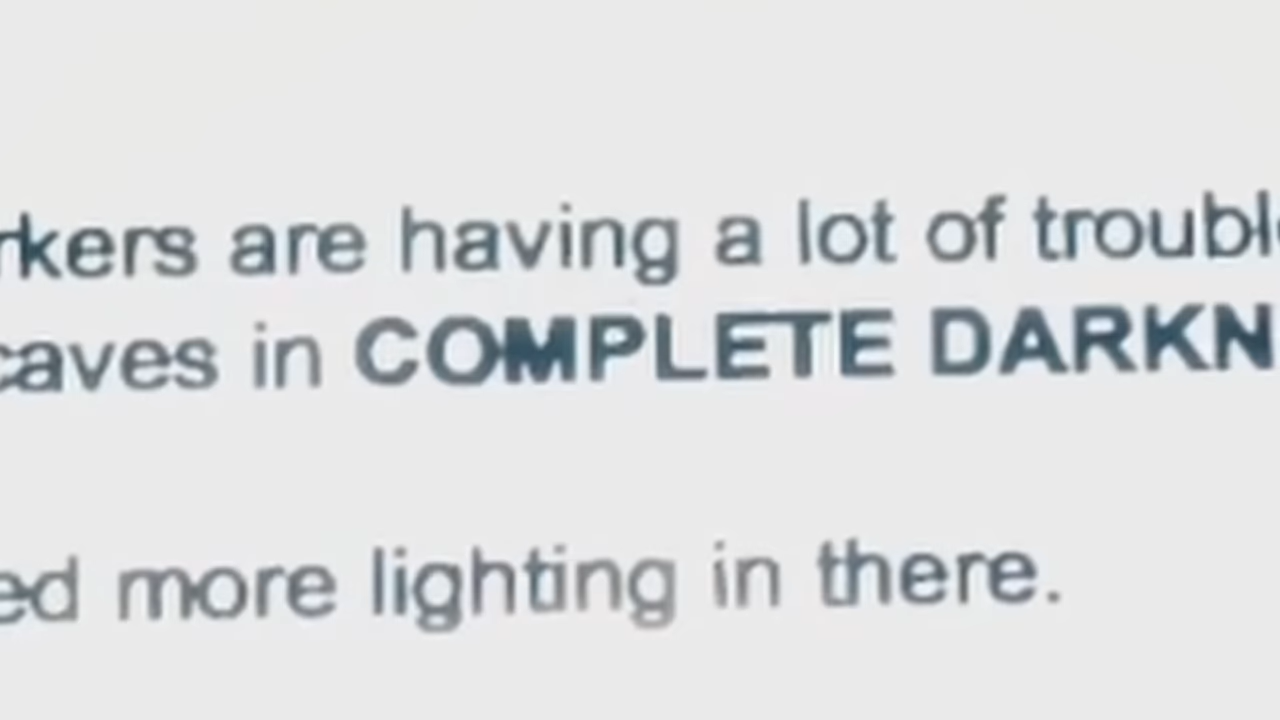 rkers are having a lot of troubl
caves in COMPLETE DARKN
ed more lighting in there.